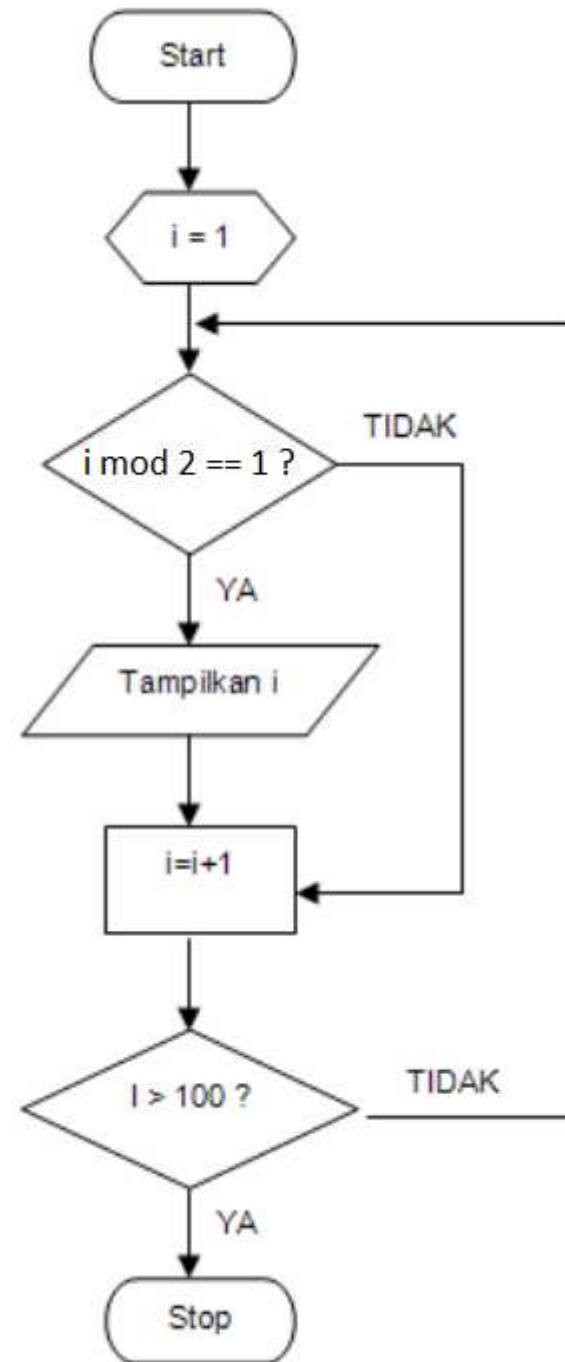 Start
i = 1
i mod 2 == 1 ?
TIDAK
YA
Tampilkan i
i=i+1
I > 100 ?
TIDAK
YA
Stop